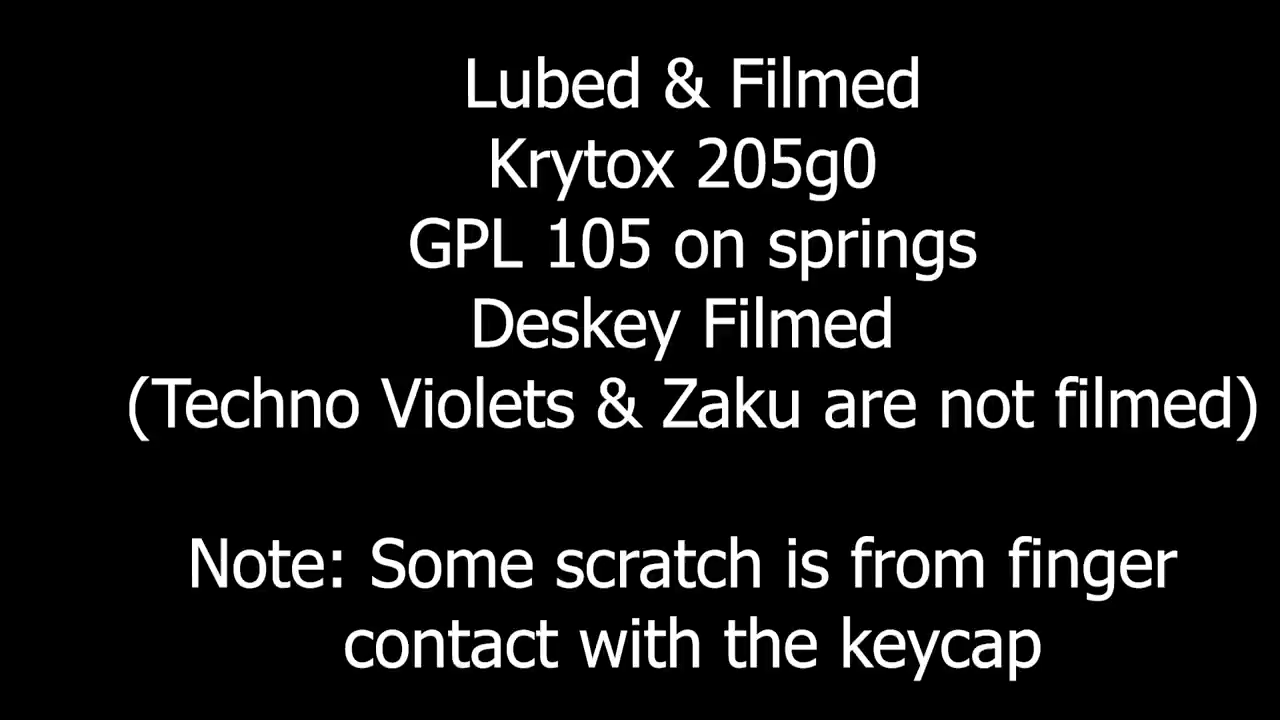 Lubed & Filmed
Krytox 205g0
GPL 105 on springs
Deskey Filmed
(Techno Violets & Zaku are not filmed)
Note: Some scratch is from finger
contact with the keycap